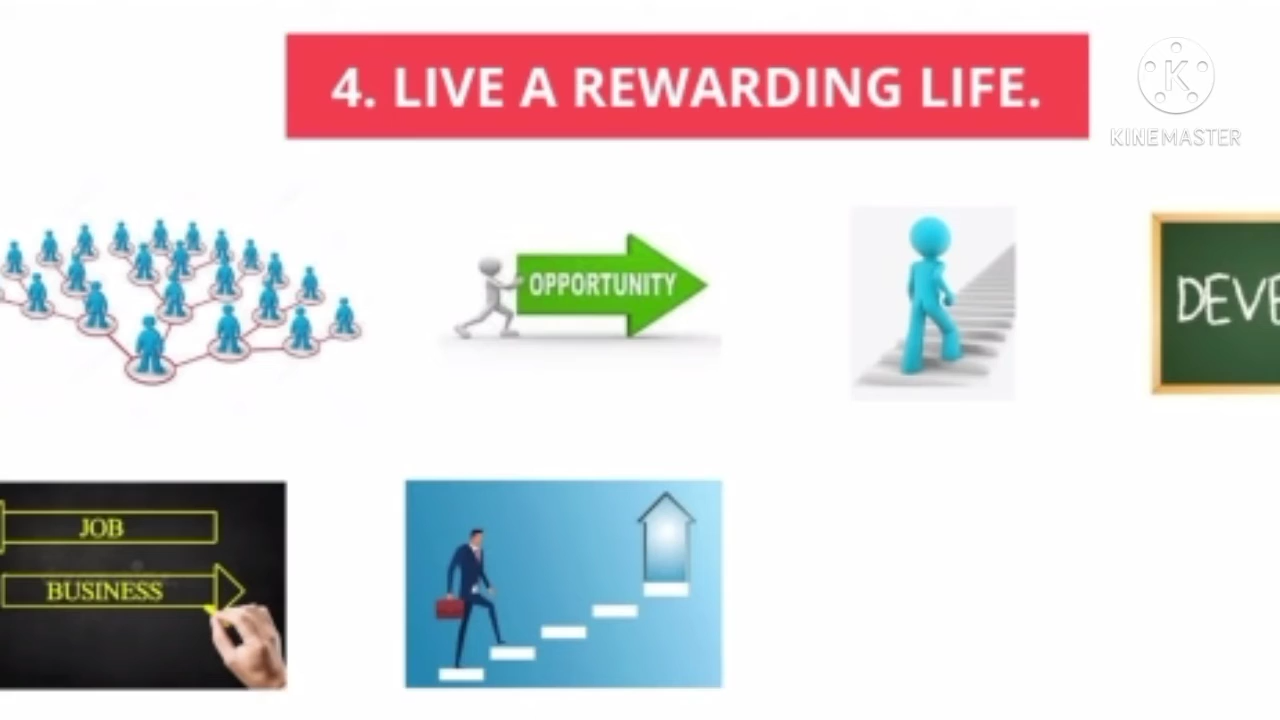 4. LIVE A REWARDING LIFE.
K
KINEMASTER
OPPORTUNITY
DEVE
JOB
BUSINESS